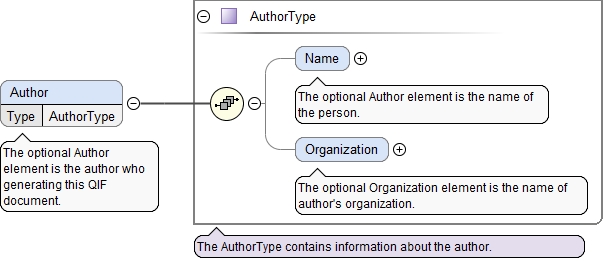 AuthorType
Name
The optional Author element is the name of
the person.
Author
Type AuthorType
The optional Author
element is the author who
generating this QIF
document.
Organization
The optional Organization element is the name of
author's organization.
The AuthorType contains information about the author.